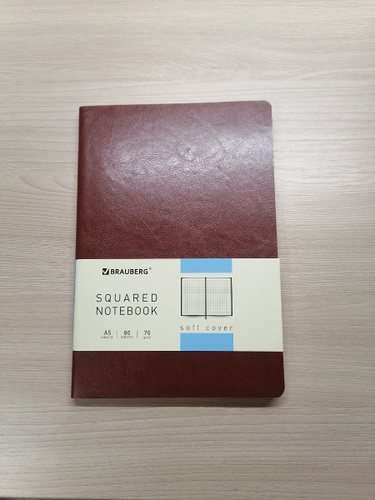 BRAUBERG®
SQUARED
NOTEBOOK
A5 80 70
soft cover